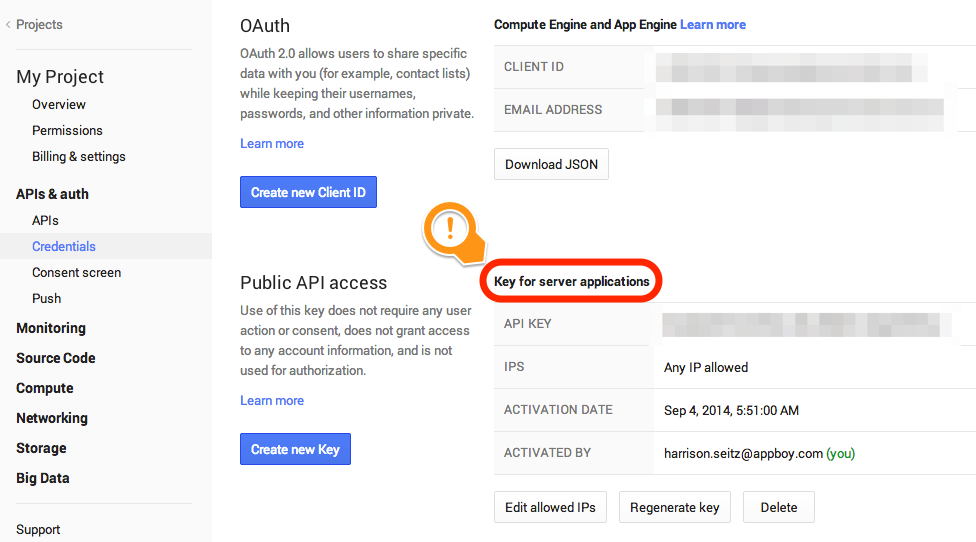 Projects
My Project
Overview
Permissions
Billing & settings
APIs & auth
APIs
Credentials
Consent screen
Push
Monitoring
Source Code
Compute
Networking
Storage
Big Data
Support
OAuth
OAuth 2.0 allows users to share specific
data with you (for example, contact lists)
while keeping their usernames,
passwords, and other information private.
Learn more
Create new Client ID
Compute Engine and App Engine Learn more
CLIENT ID
EMAIL ADDRESS
Download JSON
!
Public API access
Use of this key does not require any user
action or consent, does not grant access
to any account information, and is not
used for authorization.
Learn more
Create new Key
Key for server applications
API KEY
IPS Any IP allowed
ACTIVATION DATE Sep 4, 2014, 5:51:00 AM
ACTIVATED BY harrison.seitz@appboy.com (you)
Edit allowed IPs Regenerate key Delete